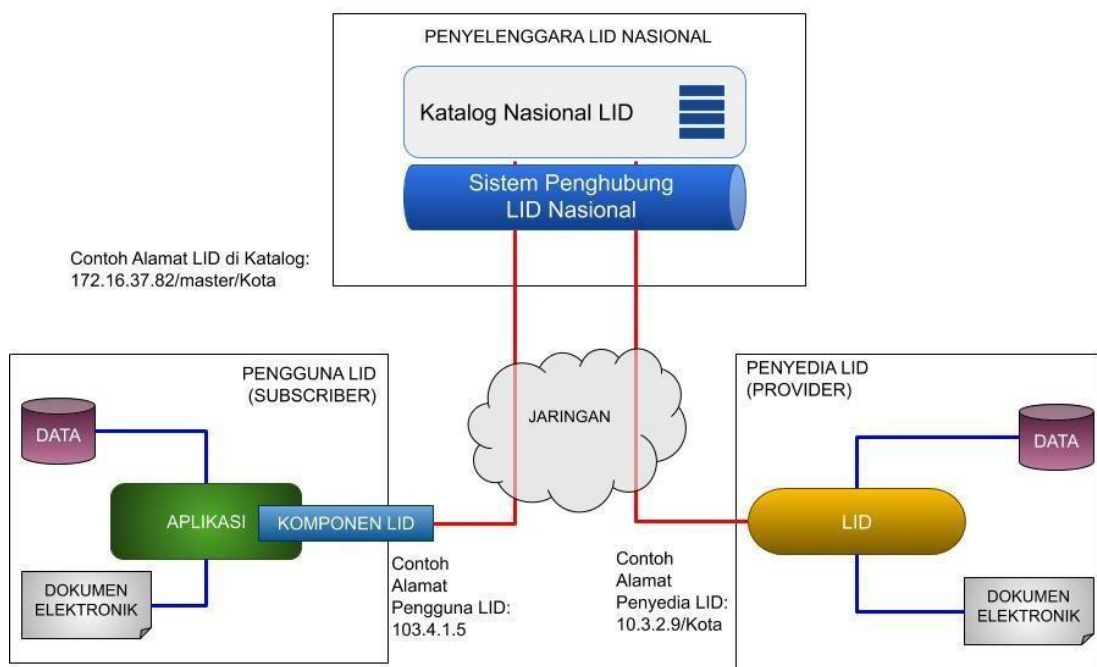 PENYELENGGARA LID NASIONAL
Katalog Nasional LID
Sistem Penghubung
LID Nasional
Contoh Alamat LID di Katalog:
172.16.37.82/master/Kota
PENGGUNA LID
(SUBSCRIBER)
DATA
APLIKASI
KOMPONEN LID
DOKUMEN
ELEKTRONIK
Contoh
Alamat
Pengguna LID:
103.4.1.5
JARINGAN
PENYEDIA LID
(PROVIDER)
DATA
LID
Contoh
Alamat
Penyedia LID:
10.3.2.9/Kota
DOKUMEN
ELEKTRONIK